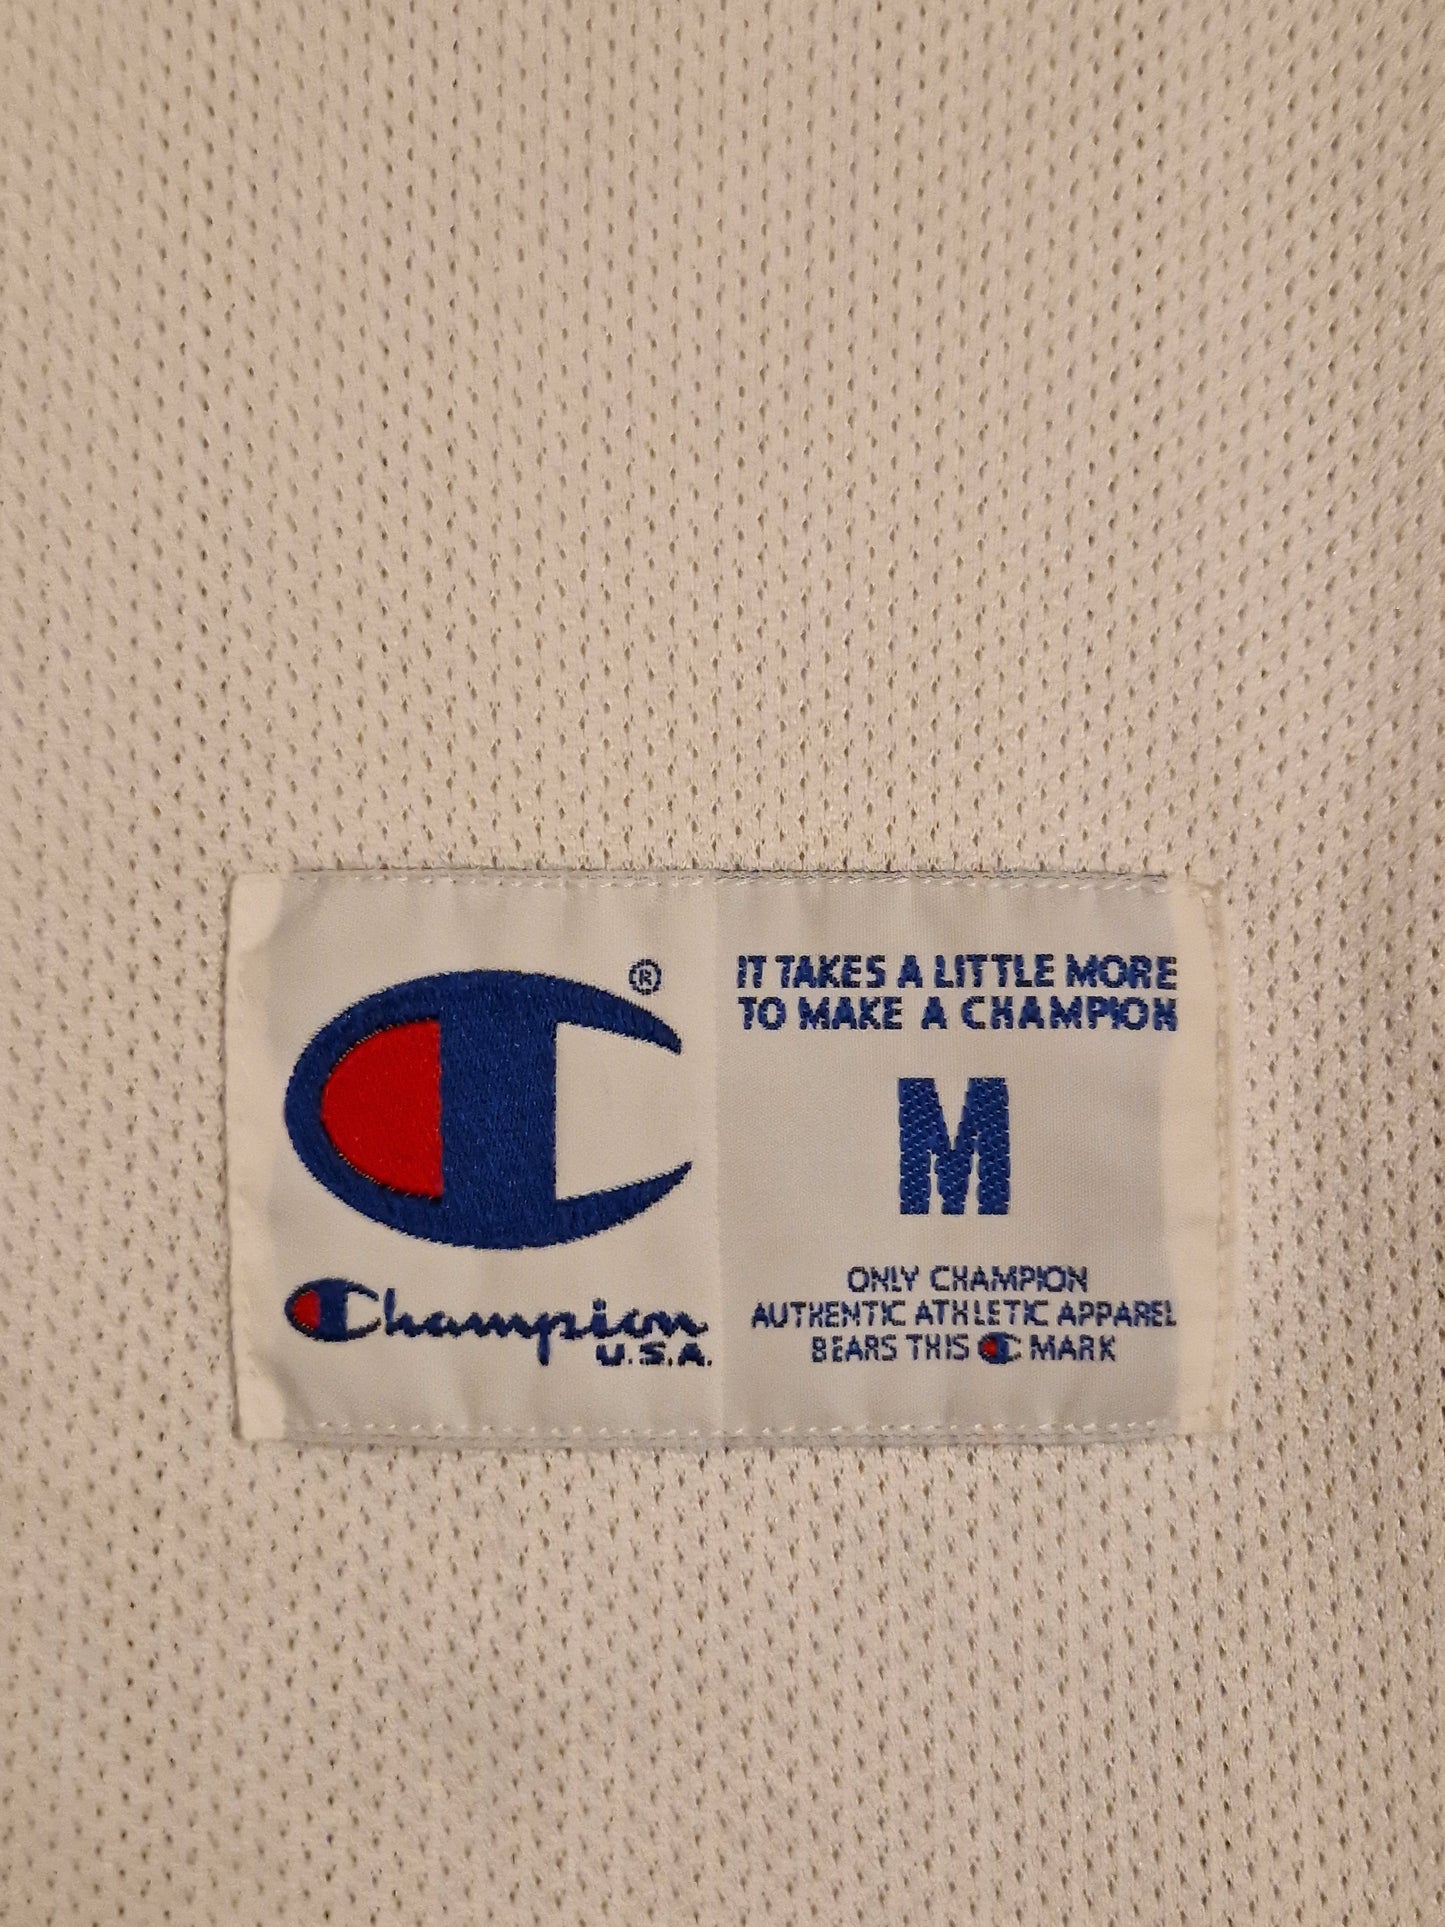 ®
Champion
U.S.A.
IT TAKES A LITTLE MORE
TO MAKE A CHAMPION
M
ONLY CHAMPION
AUTHENTIC ATHLETIC APPAREL
BEARS THIS C MARK